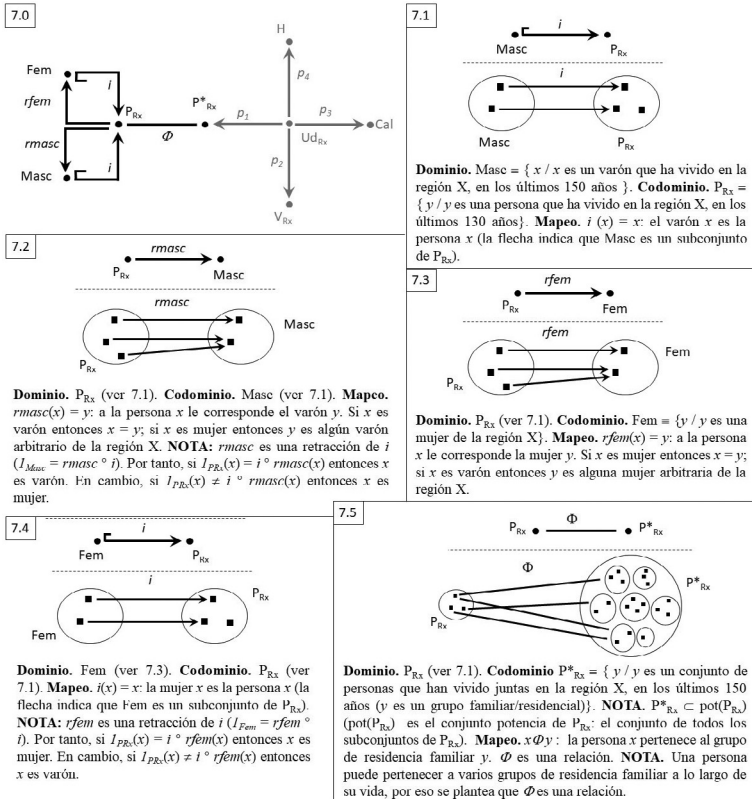 7.0
H
Fem
i
p4
rfem
PRx
P*Rx
p1
p3
Cal
Φ
UdRx
rmasc
p2
i
Masc
VRx
7.1
i
Masc
PRx
i
Masc
PRx
Dominio. Masc = { x / x es un varón que ha vivido en la
región X, en los últimos 150 años }. Codominio. PRx =
{ y / y es una persona que ha vivido en la región X, en los
últimos 130 años}. Mapeo. i (x) = x: el varón x es la
persona x (la flecha indica que Masc es un subconjunto
de PRx).
7.2
rmasc
PRx
Masc
rmasc
Masc
PRx
Dominio. PRx (ver 7.1). Codominio. Masc (ver 7.1). Mapeo.
rmasc(x) = y: a la persona x le corresponde el varón y. Si x es
varón entonces x = y; si x es mujer entonces y es algún varón
arbitrario de la región X. NOTA: rmasc es una retracción de i
(1Masc = rmasc ° i). Por tanto, si 1PRx(x) = i ° rmasc(x) entonces x
es varón. En cambio, si 1PRx(x) ≠ i ° rmasc(x) entonces x es
mujer.
7.3
rfem
PRx
Fem
rfem
Fem
PRx
Dominio. PRx (ver 7.1). Codominio. Fem = {y / y es una
mujer de la región X}. Mapeo. rfem(x) = y: a la persona
x le corresponde la mujer y. Si x es mujer entonces x = y;
si x es varón entonces y es alguna mujer arbitraria de la
región X.
7.4
i
Fem
PRx
i
PRx
Fem
Dominio. Fem (ver 7.3). Codominio. PRx (ver
7.1). Mapeo. i(x) = x: la mujer x es la persona x (la
flecha indica que Fem es un subconjunto de PRx).
NOTA: rfem es una retracción de i (1Fem = rfem °
i). Por tanto, si 1PRx(x) = i ° rfem(x) entonces x es
mujer. En cambio, si 1PRx(x) ≠ i ° rfem(x) entonces
x es varón.
7.5
Φ
PRx
P*Rx
Φ
P*Rx
PRx
Dominio. PRx (ver 7.1). Codominio P*Rx = { y / y es un conjunto de
personas que han vivido juntas en la región X, en los últimos 150
años (y es un grupo familiar/residencial)}. NOTA. P*Rx ⊂ pot(PRx)
(pot(PRx) es el conjunto potencia de PRx: el conjunto de todos los
subconjuntos de PRx). Mapeo. xΦy : la persona x pertenece al grupo
de residencia familiar y. Φ es una relación. NOTA. Una persona
puede pertenecer a varios grupos de residencia familiar a lo largo de
su vida, por eso se plantea que Φ es una relación.